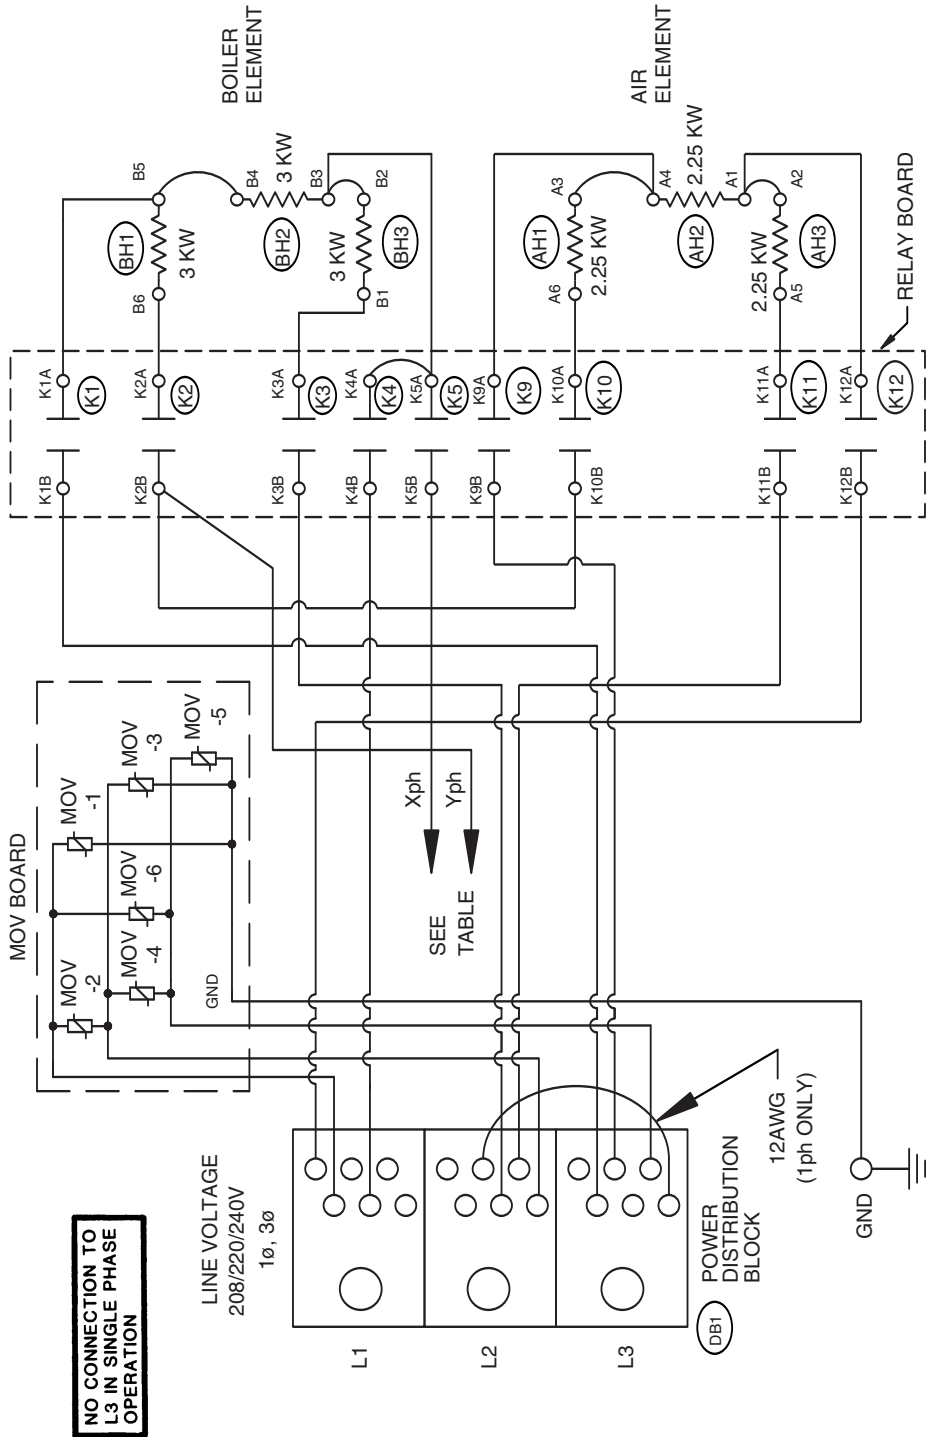 NO CONNECTION TO
L3 IN SINGLE PHASE
OPERATION
MOV BOARD
MOV
-2
MOV
-4
MOV
-6
MOV
-1
MOV
-3
MOV
-5
GND
LINE VOLTAGE
208/220/240V
1ø, 3ø
L1
L2
L3
DB1
POWER
DISTRIBUTION
BLOCK
12AWG
(1ph ONLY)
GND
SEE
TABLE
Xph
Yph
K1B
K2B
K3B
K4B
K5B
K9B
K10B
K11B
K12B
K1A
K1
K2A
K2
K3A
K3
K4A
K4
K5A
K5
K9A
K9
K10A
K10
K11A
K11
K12A
K12
RELAY BOARD
BOILER
ELEMENT
B5
BH1
3 KW
B6
B4
3 KW
BH2
B3
B2
3 KW
BH3
B1
AIR
ELEMENT
A3
AH1
2.25 KW
A6
A4
2.25 KW
AH2
A1
A2
2.25 KW
AH3
A5